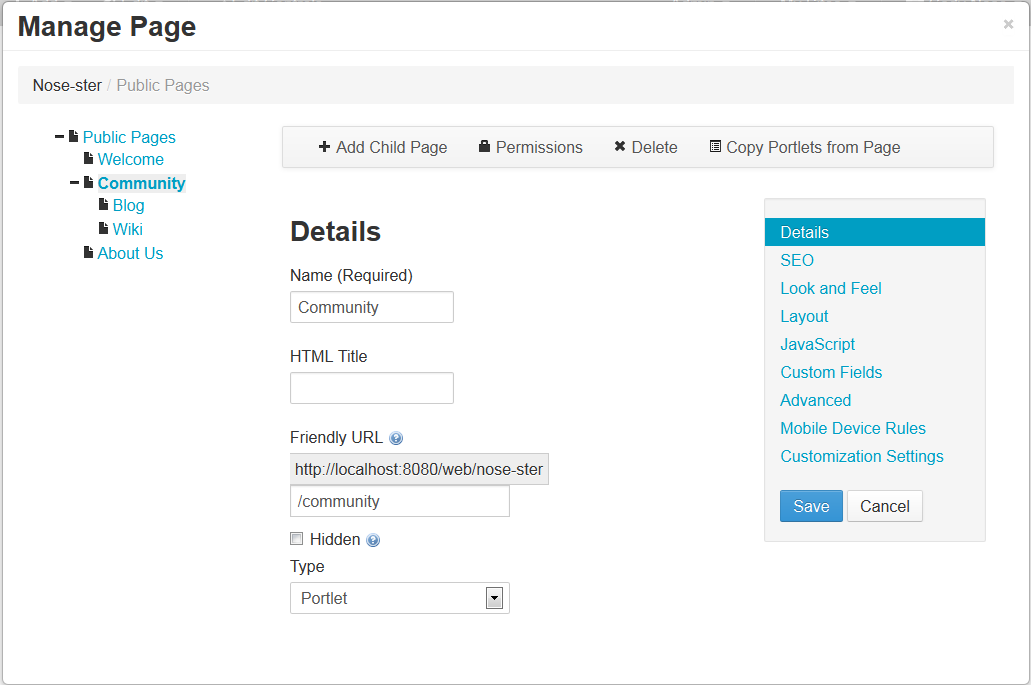 Manage Page
×
Nose-ster / Public Pages
Public Pages
Welcome
Community
Blog
Wiki
About Us
Add Child Page Permissions Delete Copy Portlets from Page
Details
Name (Required)
Community
HTML Title
Friendly URL
http://localhost:8080/web/nose-ster
/community
Hidden
Type
Portlet
Details
SEO
Look and Feel
Layout
JavaScript
Custom Fields
Advanced
Mobile Device Rules
Customization Settings
Save Cancel